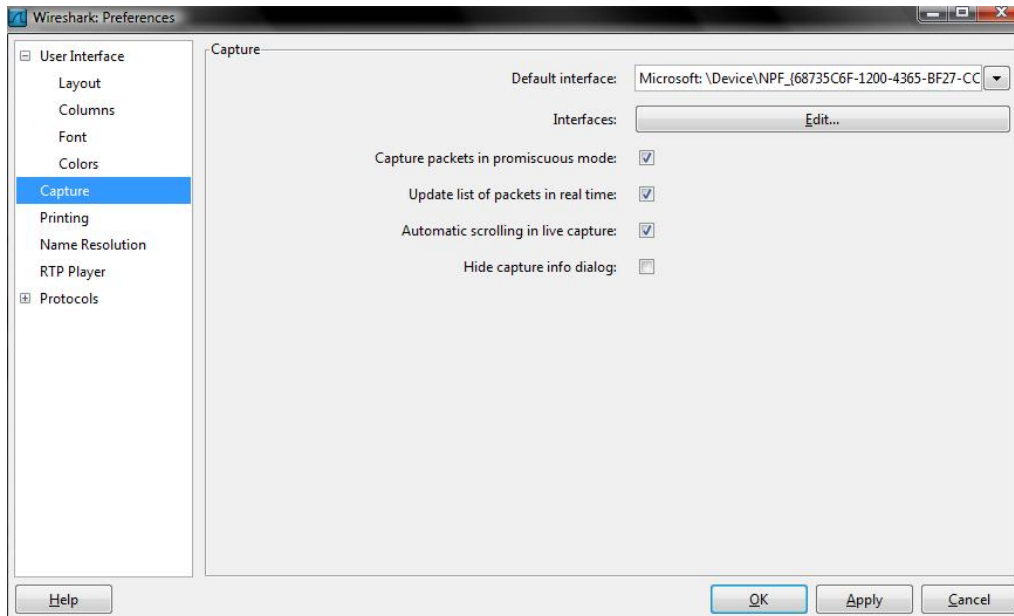 Wireshark: Preferences
User Interface
Layout
Columns
Font
Colors
Capture
Printing
Name Resolution
RTP Player
Protocols
Capture
Default interface: Microsoft: \Device\NPF_{68735C6F-1200-4365-BF27-CC
Interfaces: Edit...
Capture packets in promiscuous mode:
Update list of packets in real time:
Automatic scrolling in live capture:
Hide capture info dialog:
Help OK Apply Cancel